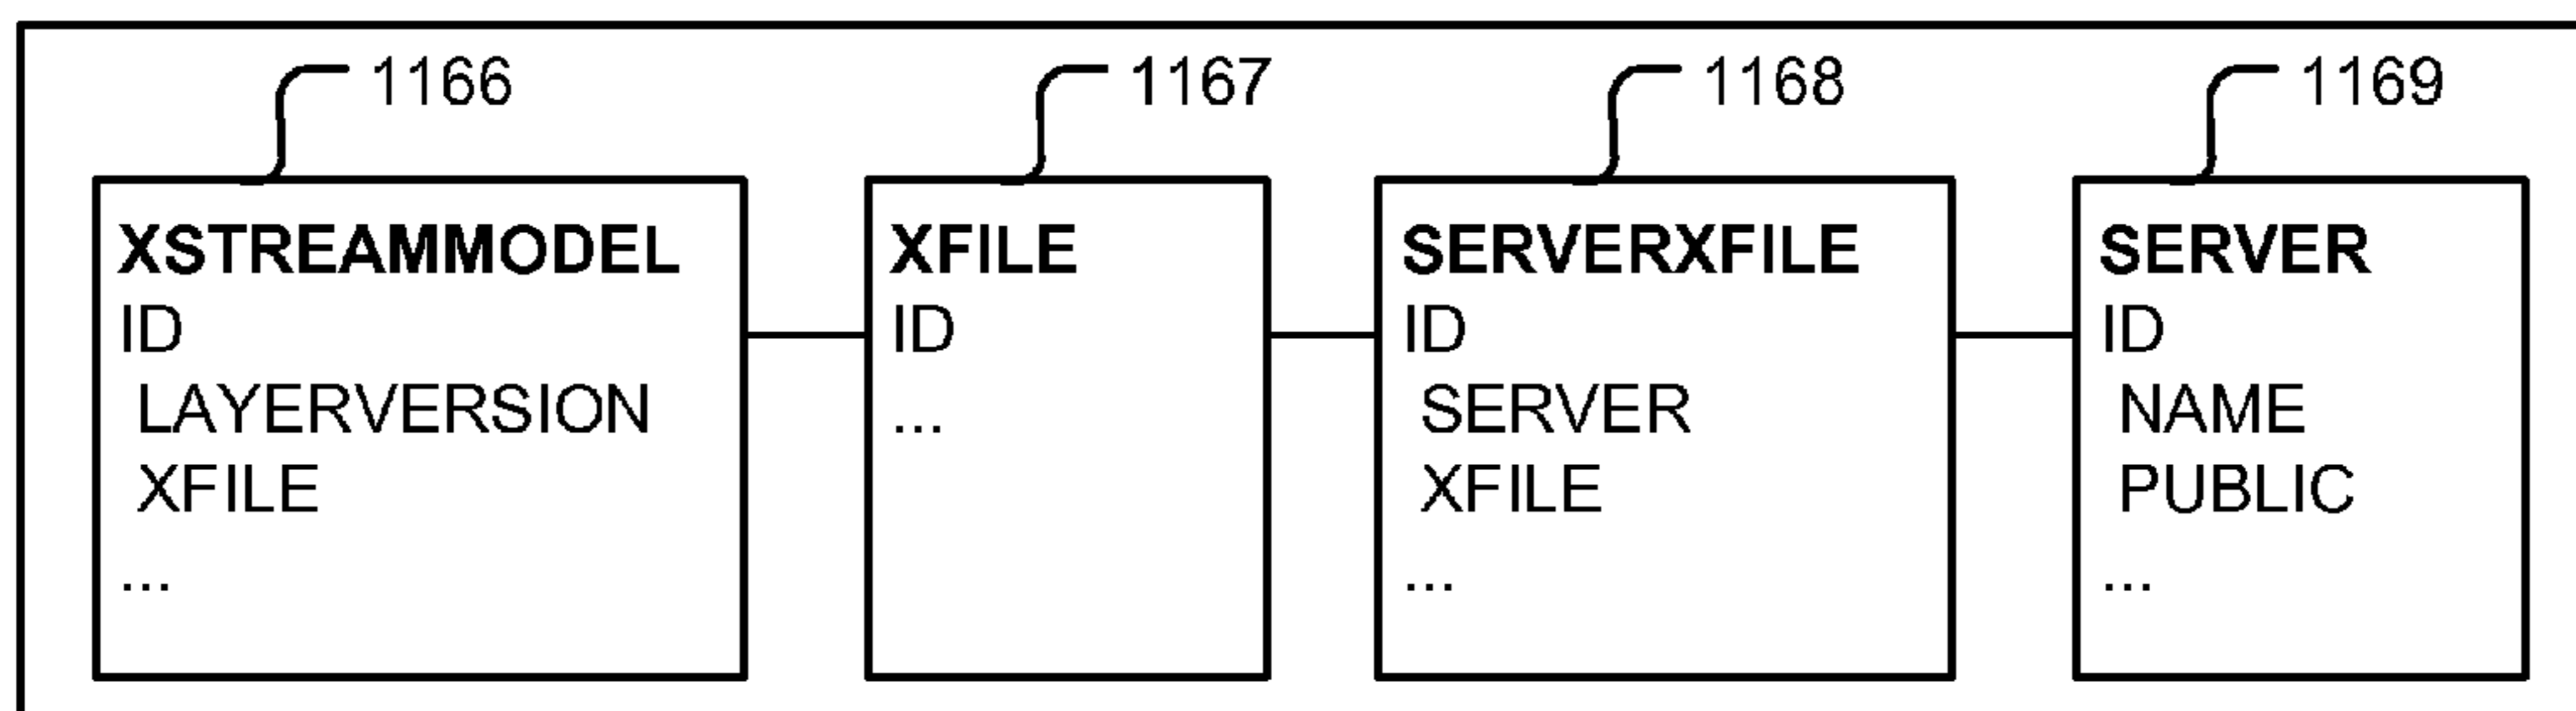 1166
1167
1168
1169
XSTREAMMODEL
ID
LAYERVERSION
XFILE
...
XFILE
ID
...
SERVERXFILE
ID
SERVER
XFILE
...
SERVER
ID
NAME
PUBLIC
...